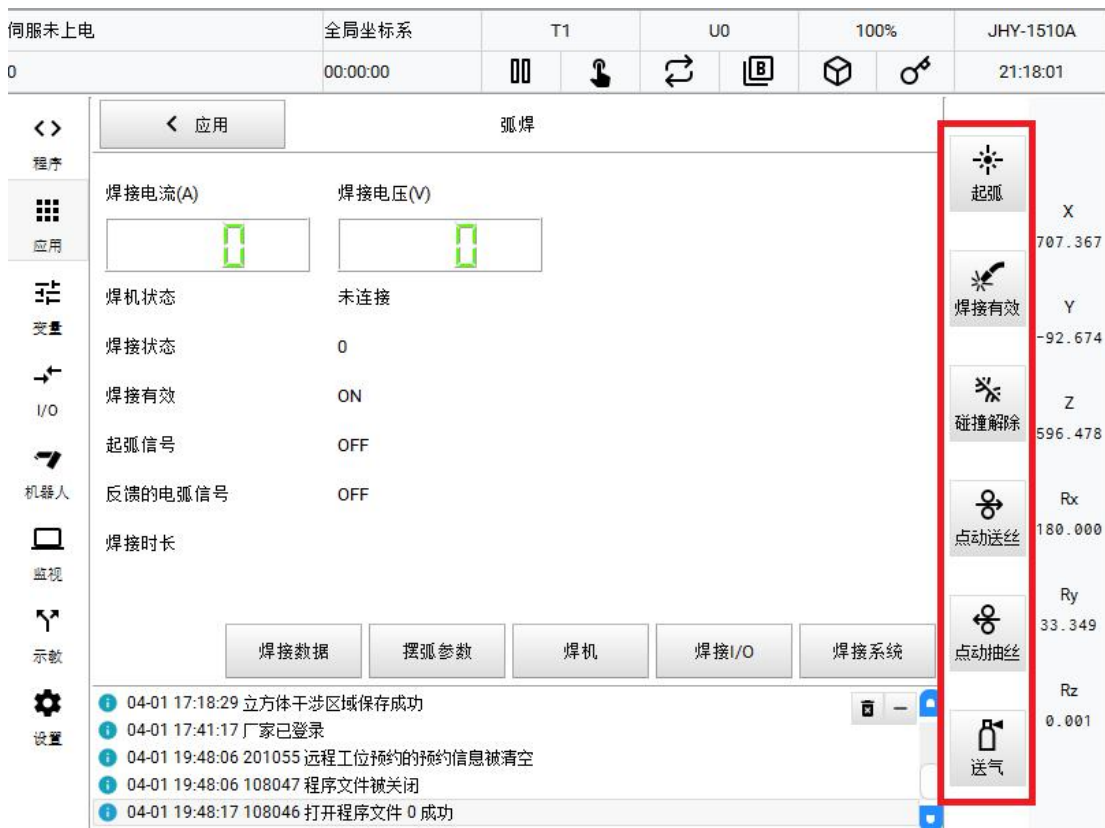 伺服未上电 全局坐标系 T1 U0 100% JHY-1510A
0 00:00:00 B 21:18:01
程序
应用
变量
I/O
机器人
监视
示教
设置
应用 弧焊
焊接电流(A) 焊接电压(V)
0 0
焊机状态 未连接
焊接状态 0
焊接有效 ON
起弧信号 OFF
反馈的电弧信号 OFF
焊接时长
焊接数据 摆弧参数 焊机 焊接I/O 焊接系统
04-01 17:18:29 立方体干涉区域保存成功
04-01 17:41:17 厂家已登录
04-01 19:48:06 201055 远程工位预约的预约信息被清空
04-01 19:48:06 108047 程序文件被关闭
04-01 19:48:17 108046 打开程序文件 0 成功
起弧
焊接有效
碰撞解除
点动送丝
点动抽丝
送气
X
707.367
Y
-92.674
Z
596.478
Rx
180.000
Ry
33.349
Rz
0.001